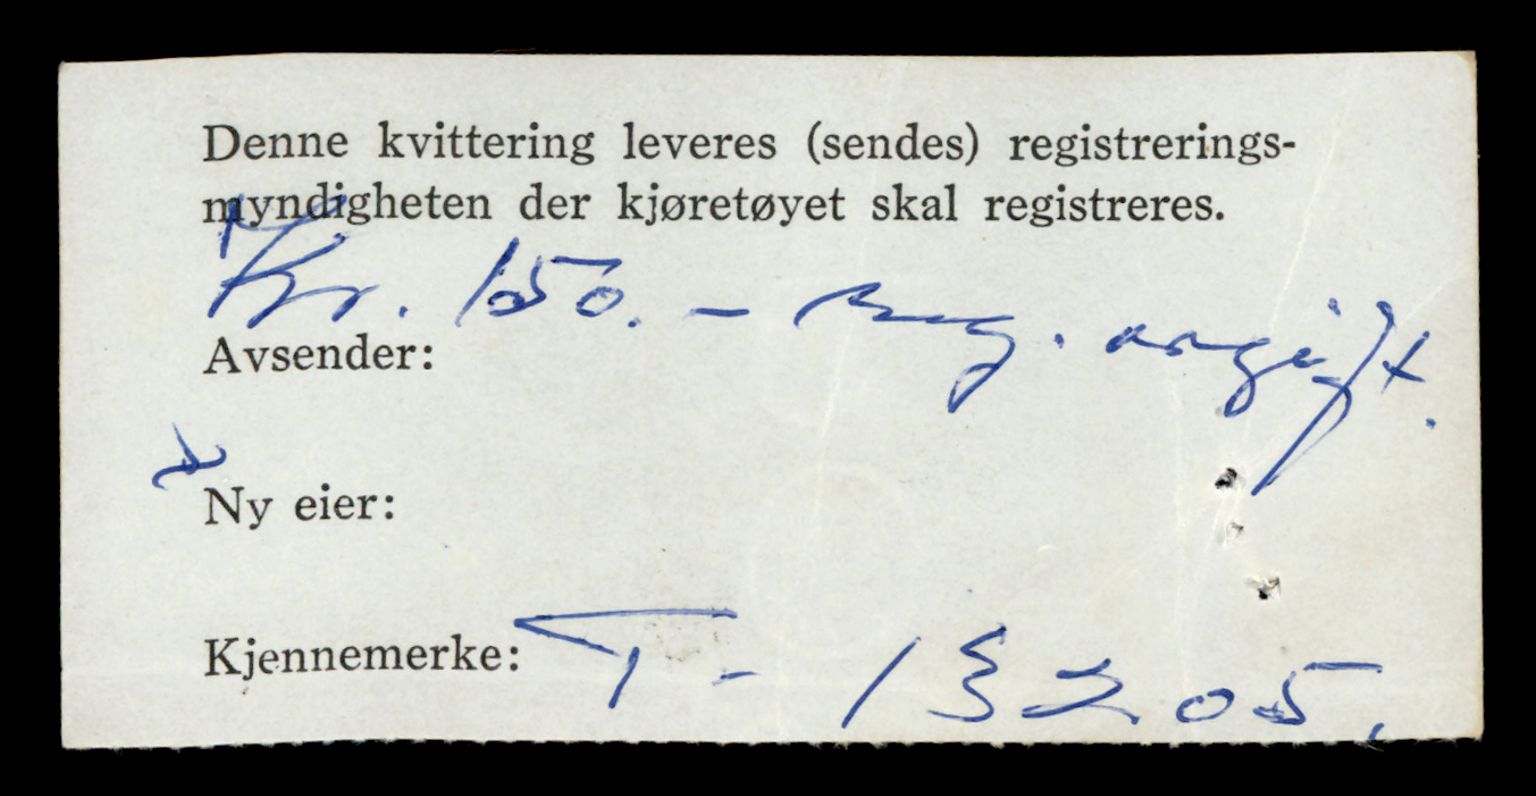 Denne kvittering leveres (sendes) registrerings-
myndigheten der kjøretøyet skal registreres.
Kr. 150.- reg. avgift.
Avsender:
Ny eier:
Kjennemerke: T - 13205.